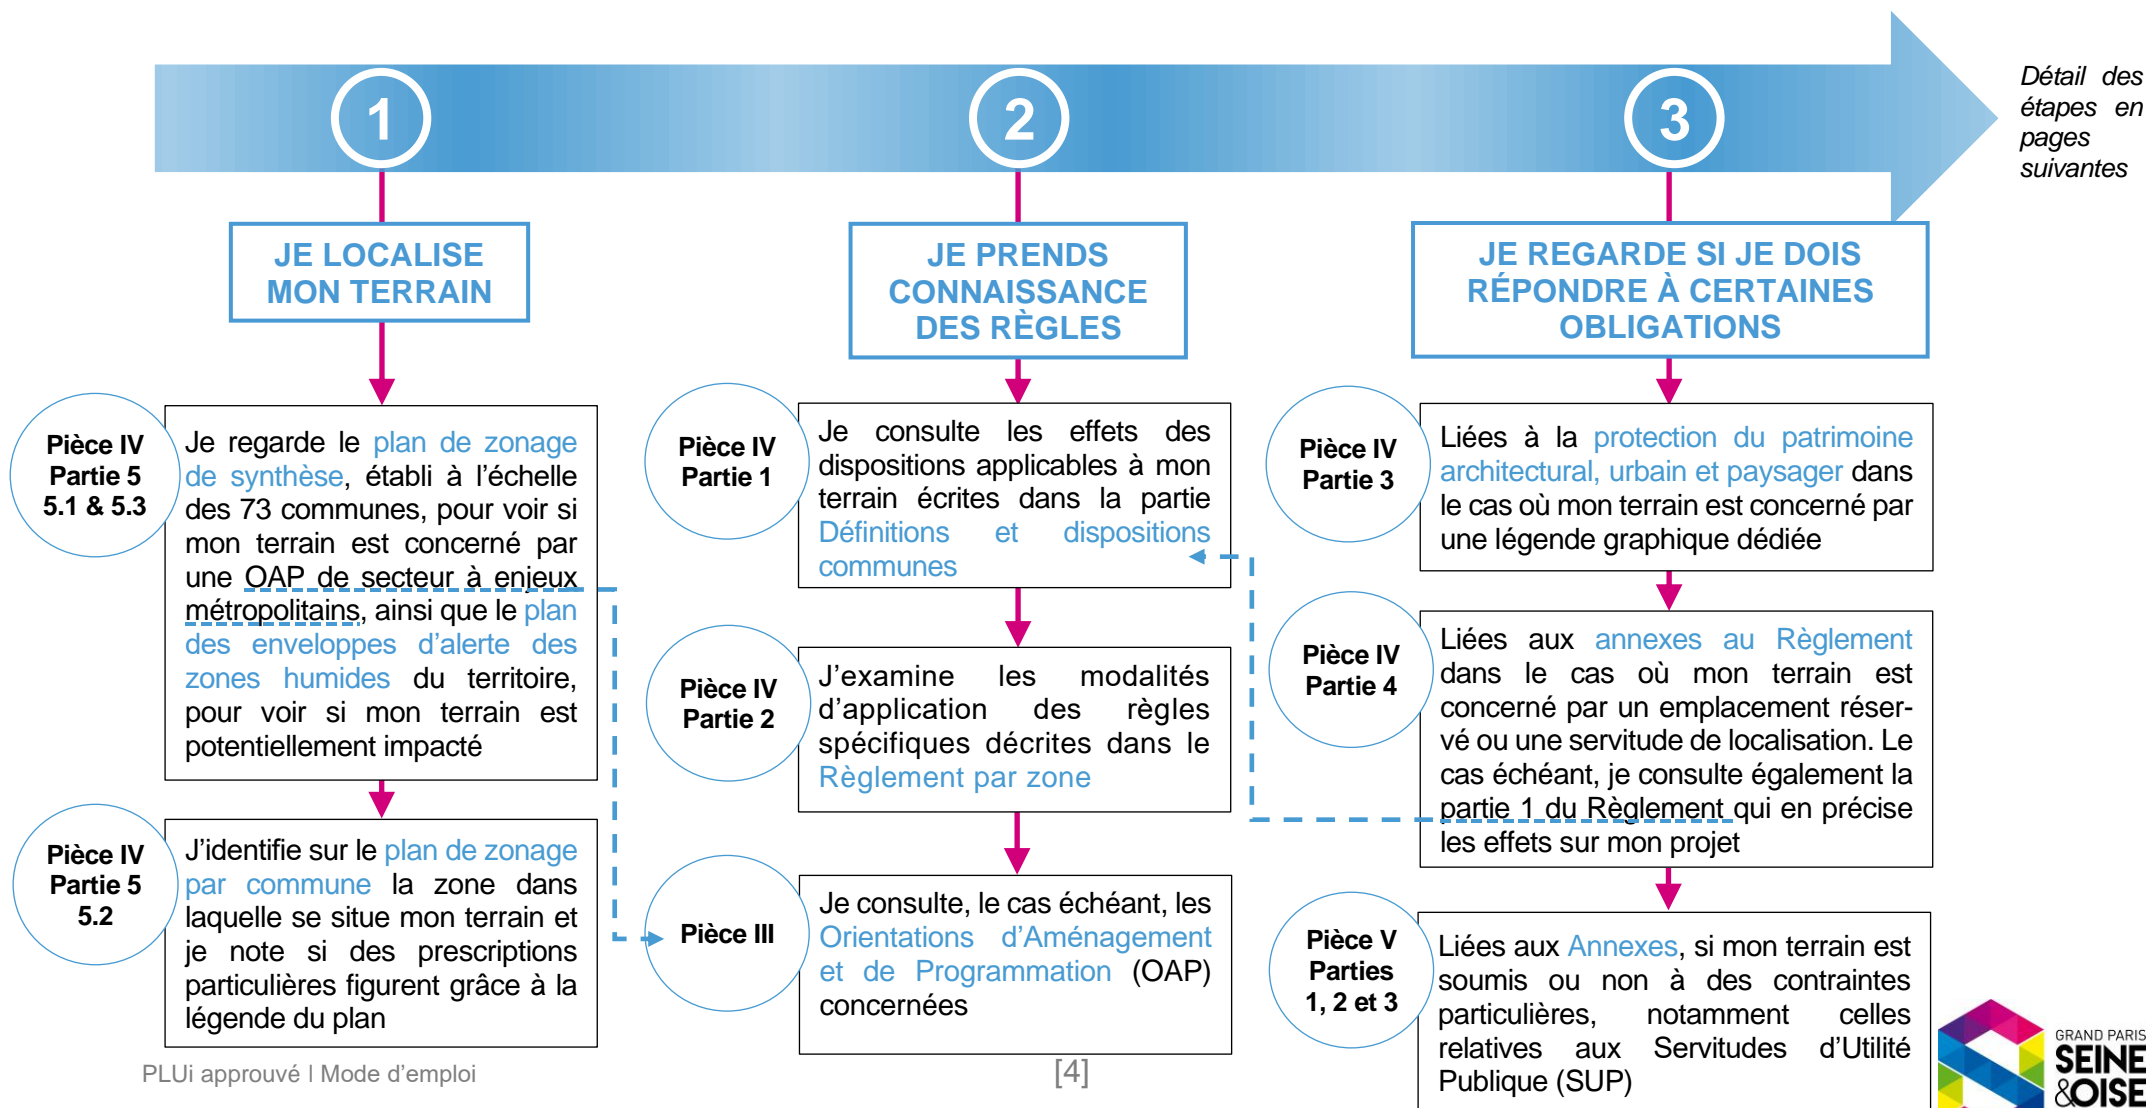 Détail des
étapes en
pages
suivantes
1
JE LOCALISE
MON TERRAIN
Pièce IV
Partie 5
5.1 & 5.3
Je regarde le plan de zonage
de synthèse, établi à l’échelle
des 73 communes, pour voir si
mon terrain est concerné par
une OAP de secteur à enjeux
métropolitains, ainsi que le plan
des enveloppes d’alerte des
zones humides du territoire,
pour voir si mon terrain est
potentiellement impacté
Pièce IV
Partie 5
5.2
J’identifie sur le plan de zonage
par commune la zone dans
laquelle se situe mon terrain et
je note si des prescriptions
particulières figurent grâce à la
légende du plan
2
JE PRENDS
CONNAISSANCE
DES RÈGLES
Pièce IV
Partie 1
Je consulte les effets des
dispositions applicables à mon
terrain écrites dans la partie
Définitions et dispositions
communes
Pièce IV
Partie 2
J’examine les modalités
d’application des règles
spécifiques décrites dans le
Règlement par zone
Pièce III
Je consulte, le cas échéant, les
Orientations d’Aménagement
et de Programmation (OAP)
concernées
3
JE REGARDE SI JE DOIS
RÉPONDRE À CERTAINES
OBLIGATIONS
Pièce IV
Partie 3
Liées à la protection du patrimoine
architectural, urbain et paysager dans
le cas où mon terrain est concerné par
une légende graphique dédiée
Pièce IV
Partie 4
Liées aux annexes au Règlement
dans le cas où mon terrain est
concerné par un emplacement réser-
vé ou une servitude de localisation. Le
cas échéant, je consulte également la
partie 1 du Règlement qui en précise
les effets sur mon projet
Pièce V
Parties
1, 2 et 3
Liées aux Annexes, si mon terrain est
soumis ou non à des contraintes
particulières, notamment celles
relatives aux Servitudes d’Utilité
Publique (SUP)
PLUi approuvé l Mode d’emploi
[4]
GRAND PARIS
SEINE
&OISE